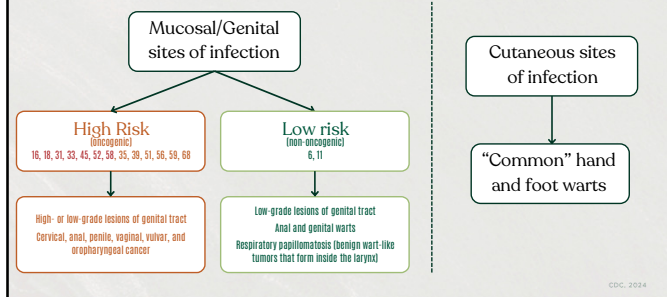 Mucosal/Genital
sites of infection
High Risk
(oncogenic)
16, 18, 31, 33, 45, 52, 58, 35, 39, 51, 56, 59, 68
High- or low-grade lesions of genital tract
Cervical, anal, penile, vaginal, vulvar, and
oropharyngeal cancer
Low risk
(non-oncogenic)
6, 11
Low-grade lesions of genital tract
Anal and genital warts
Respiratory papillomatosis (benign wart-like
tumors that form inside the larynx)
Cutaneous sites
of infection
“Common” hand
and foot warts
CDC, 2024